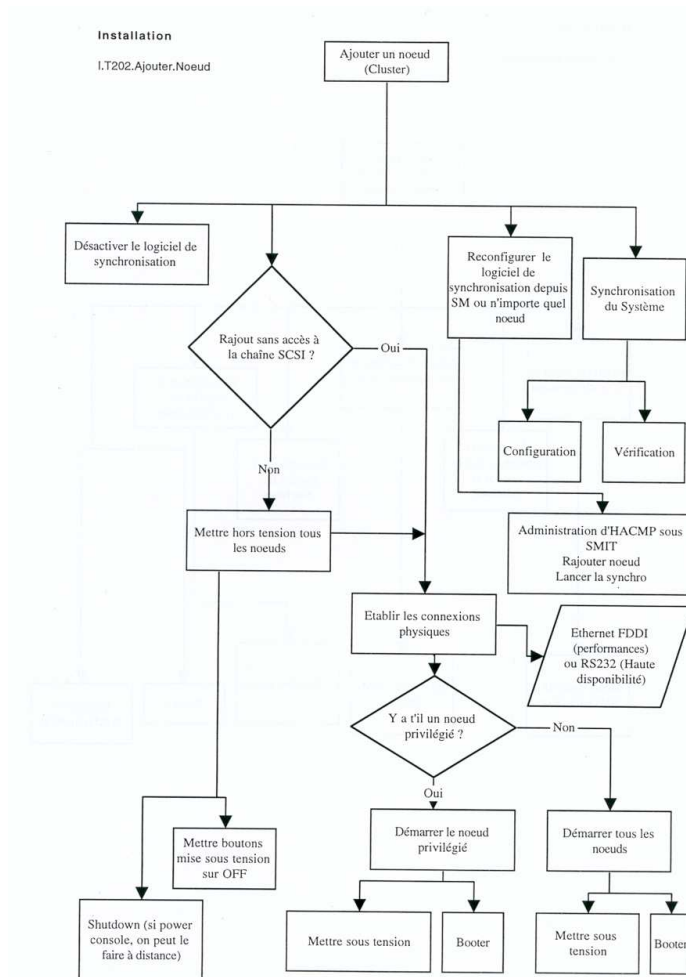 Installation
I.T202.Ajouter.Noeud
Ajouter un noeud
(Cluster)
Désactiver le logiciel de
synchronisation
Rajout sans accès à
la chaîne SCSI ?
Oui
Non
Reconfigurer le
logiciel de
synchronisation depuis
SM ou n'importe quel
noeud
Synchronisation
du Système
Configuration
Vérification
Mettre hors tension tous
les noeuds
Administration d'HACMP sous
SMIT
Rajouter noeud
Lancer la synchro
Etablir les connexions
physiques
Ethernet FDDI
(performances)
ou RS232 (Haute
disponibilité)
Y a t'il un noeud
privilégié ?
Non
Oui
Démarrer le noeud
privilégié
Démarrer tous les
noeuds
Mettre boutons
mise sous tension
sur OFF
Shutdown (si power
console, on peut le
faire à distance)
Mettre sous tension
Booter
Mettre sous
tension
Booter